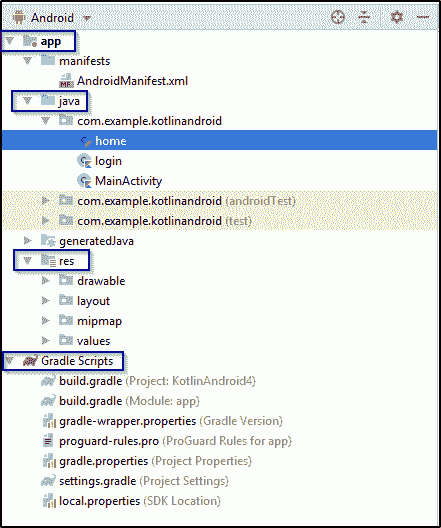 Android
app
manifests
AndroidManifest.xml
java
com.example.kotlinandroid
home
login
MainActivity
com.example.kotlinandroid (androidTest)
com.example.kotlinandroid (test)
generatedJava
res
drawable
layout
mipmap
values
Gradle Scripts
build.gradle (Project: KotlinAndroid4)
build.gradle (Module: app)
gradle-wrapper.properties (Gradle Version)
proguard-rules.pro (ProGuard Rules for app)
gradle.properties (Project Properties)
settings.gradle (Project Settings)
local.properties (SDK Location)